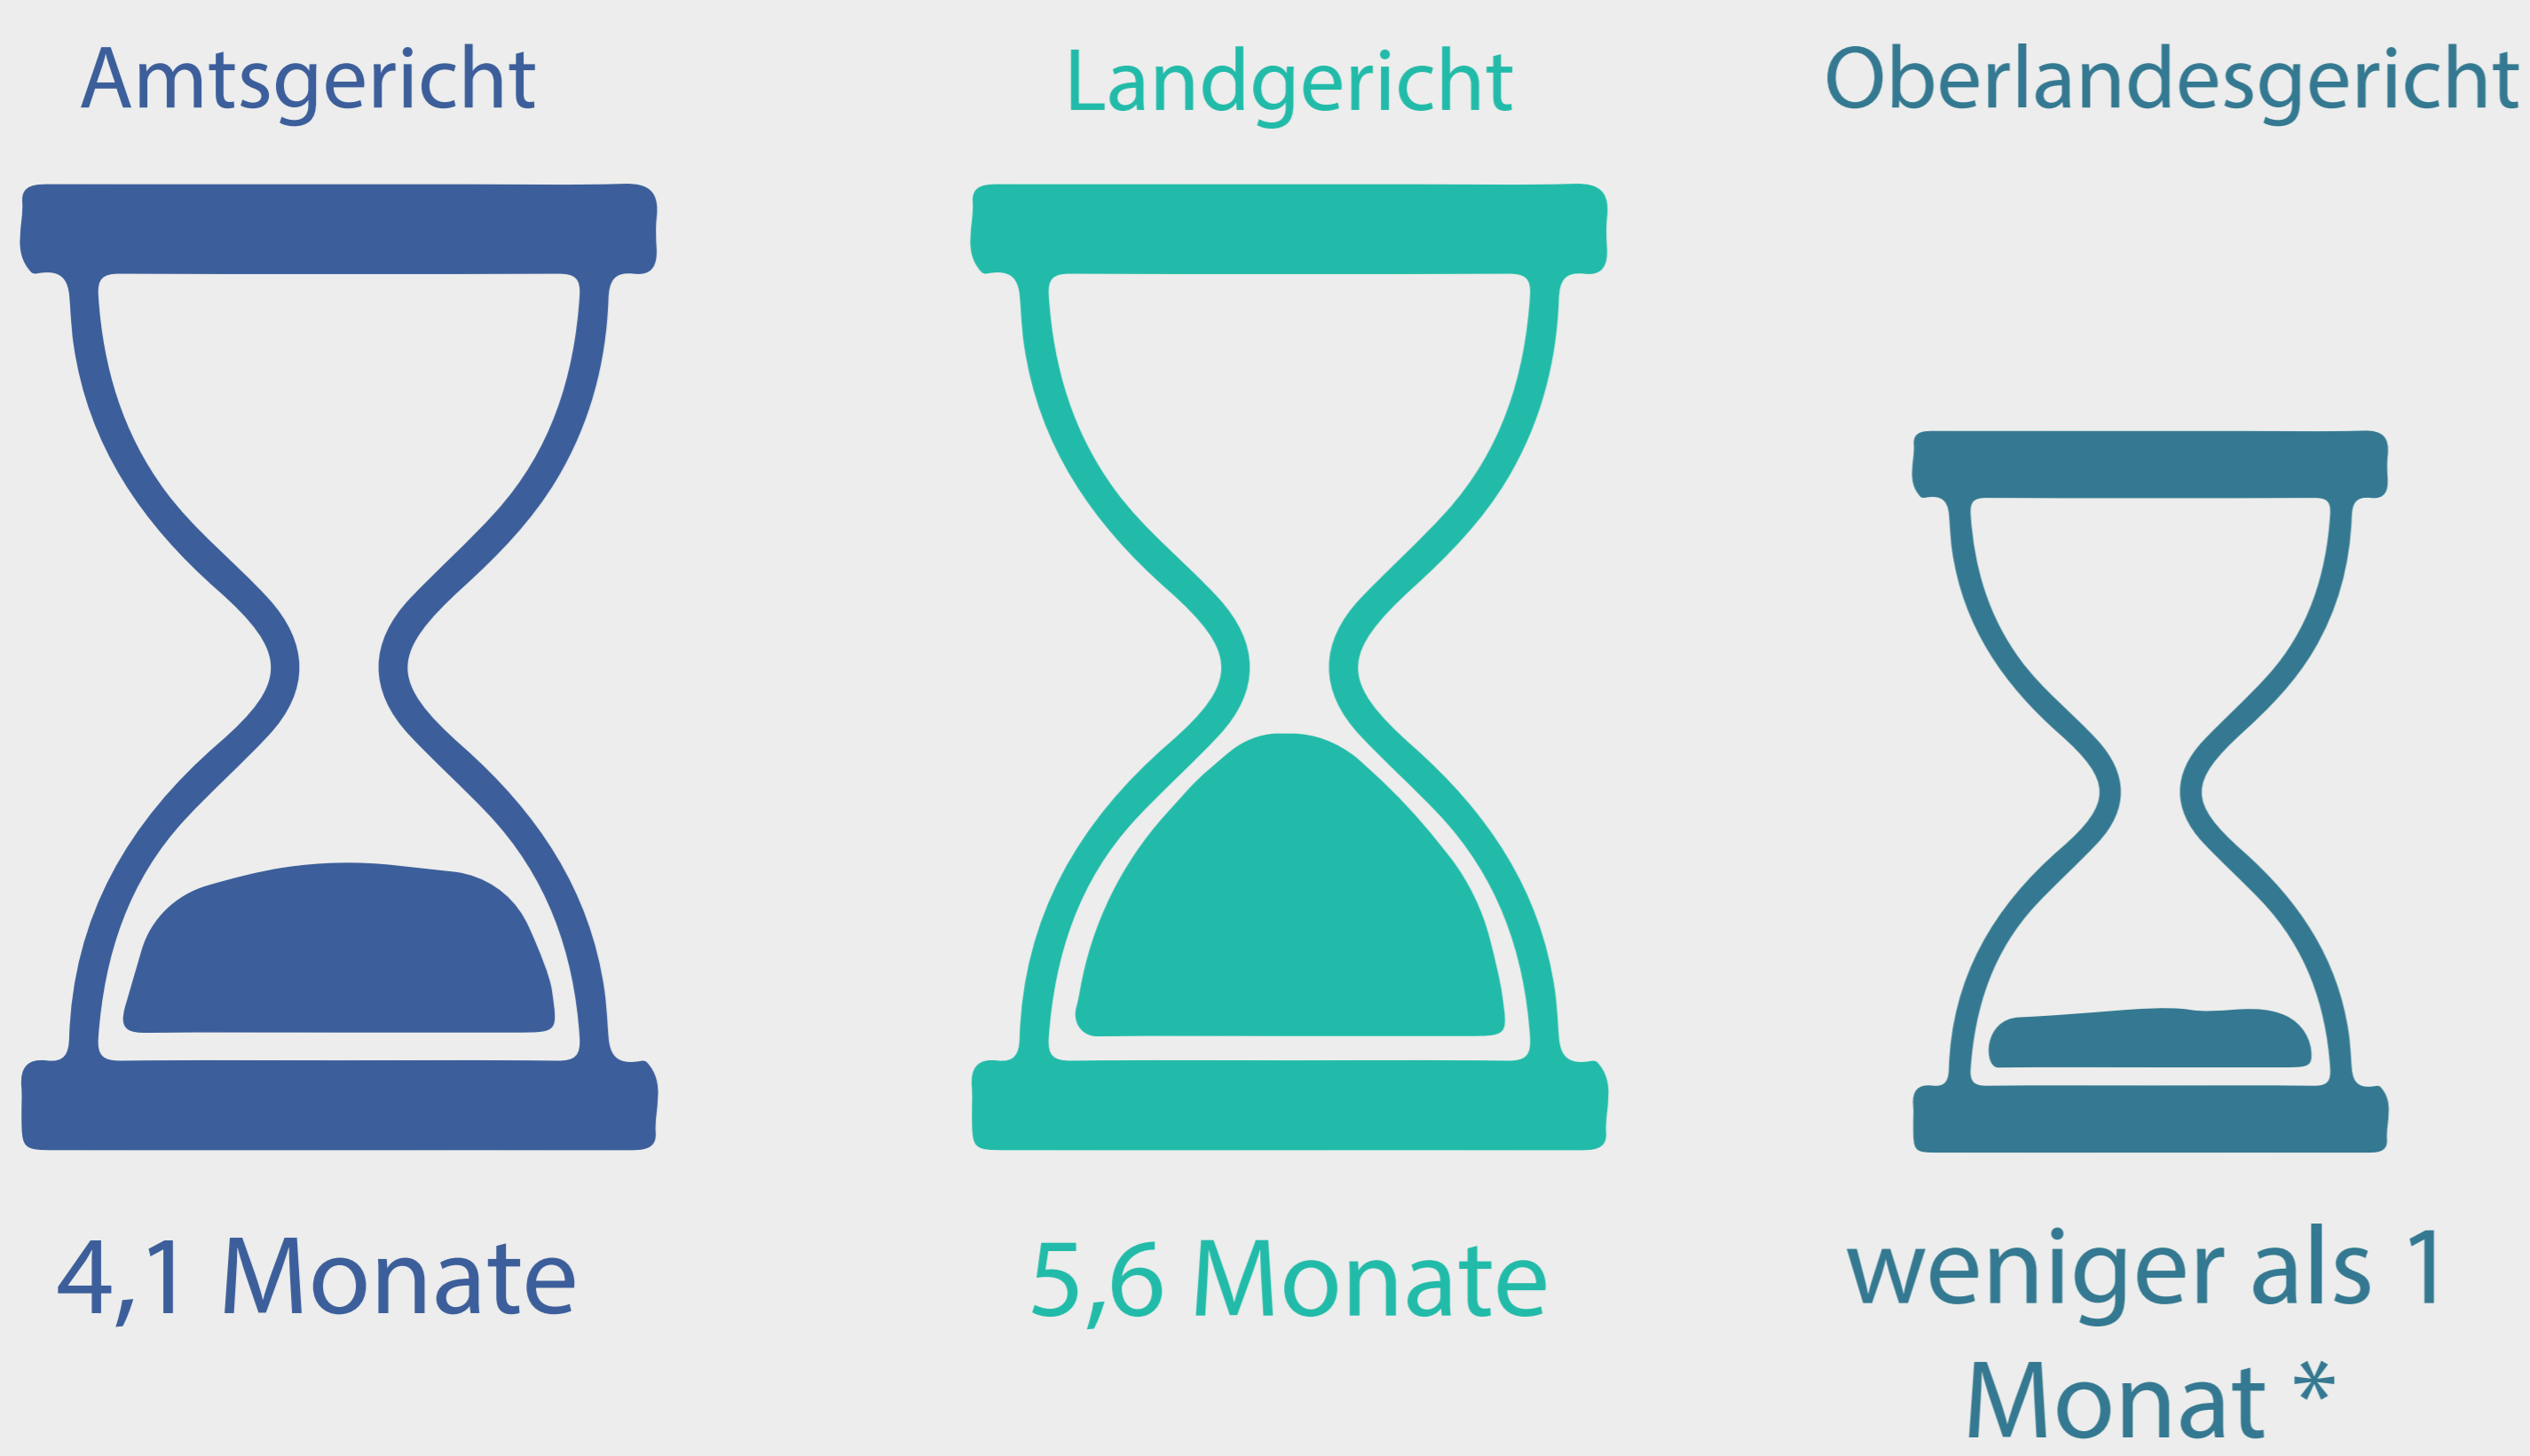 Amtsgericht
Landgericht
Oberlandesgericht
4,1 Monate
5,6 Monate
weniger als 1
Monat *